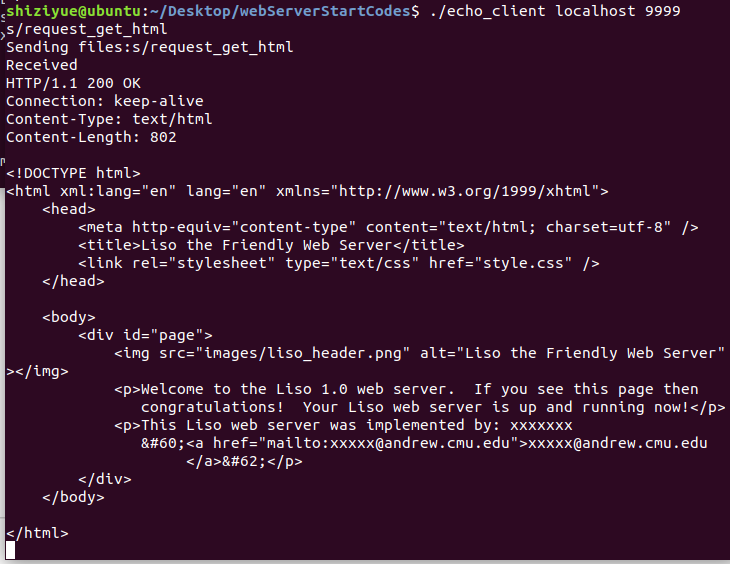 shiziyue@ubuntu:~/Desktop/webServerStartCodes$ ./echo_client localhost 9999
s/request_get_html
Sending files:s/request_get_html
Received
HTTP/1.1 200 OK
Connection: keep-alive
Content-Type: text/html
Content-Length: 802

<!DOCTYPE html>
<html xml:lang="en" lang="en" xmlns="http://www.w3.org/1999/xhtml">
    <head>
        <meta http-equiv="content-type" content="text/html; charset=utf-8" />
        <title>Liso the Friendly Web Server</title>
        <link rel="stylesheet" type="text/css" href="style.css" />
    </head>

    <body>
        <div id="page">
            <img src="images/liso_header.png" alt="Liso the Friendly Web Server"
></img>
            <p>Welcome to the Liso 1.0 web server.  If you see this page then
               congratulations!  Your Liso web server is up and running now!</p>
            <p>This Liso web server was implemented by: xxxxxxx
               &#60;<a href="mailto:xxxxx@andrew.cmu.edu">xxxxx@andrew.cmu.edu
                    </a>&#62;</p>
        </div>
    </body>

</html>